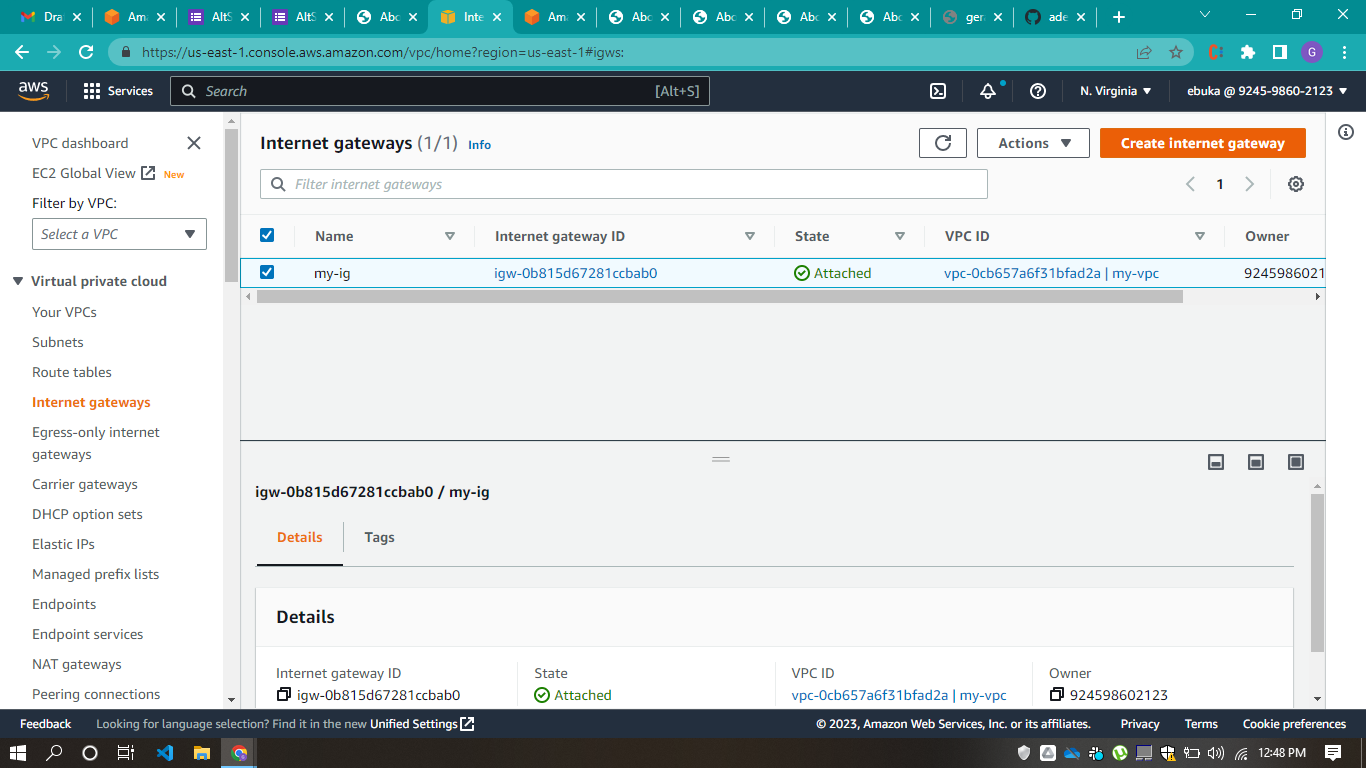 Dra
Ama
AltS
AltS
Abo
Inte
Ama
Abo
Abo
Abo
Abo
gera
ade
https://us-east-1.console.aws.amazon.com/vpc/home?region=us-east-1#igws:
G
aws
Services
Search
[Alt+S]
N. Virginia
ebuka @ 9245-9860-2123
VPC dashboard
EC2 Global View New
Filter by VPC:
Select a VPC
Virtual private cloud
Your VPCs
Subnets
Route tables
Internet gateways
Egress-only internet
gateways
Carrier gateways
DHCP option sets
Elastic IPs
Managed prefix lists
Endpoints
Endpoint services
NAT gateways
Peering connections
Internet gateways (1/1) Info
Actions
Create internet gateway
Filter internet gateways
1
Name Internet gateway ID State VPC ID Owner
my-ig igw-0b815d67281ccbab0 Attached vpc-0cb657a6f31bfad2a | my-vpc 9245986021
igw-0b815d67281ccbab0 / my-ig
Details Tags
Details
Internet gateway ID State VPC ID Owner
igw-0b815d67281ccbab0 Attached vpc-0cb657a6f31bfad2a | my-vpc 924598602123
Feedback Looking for language selection? Find it in the new Unified Settings © 2023, Amazon Web Services, Inc. or its affiliates. Privacy Terms Cookie preferences
12:48 PM